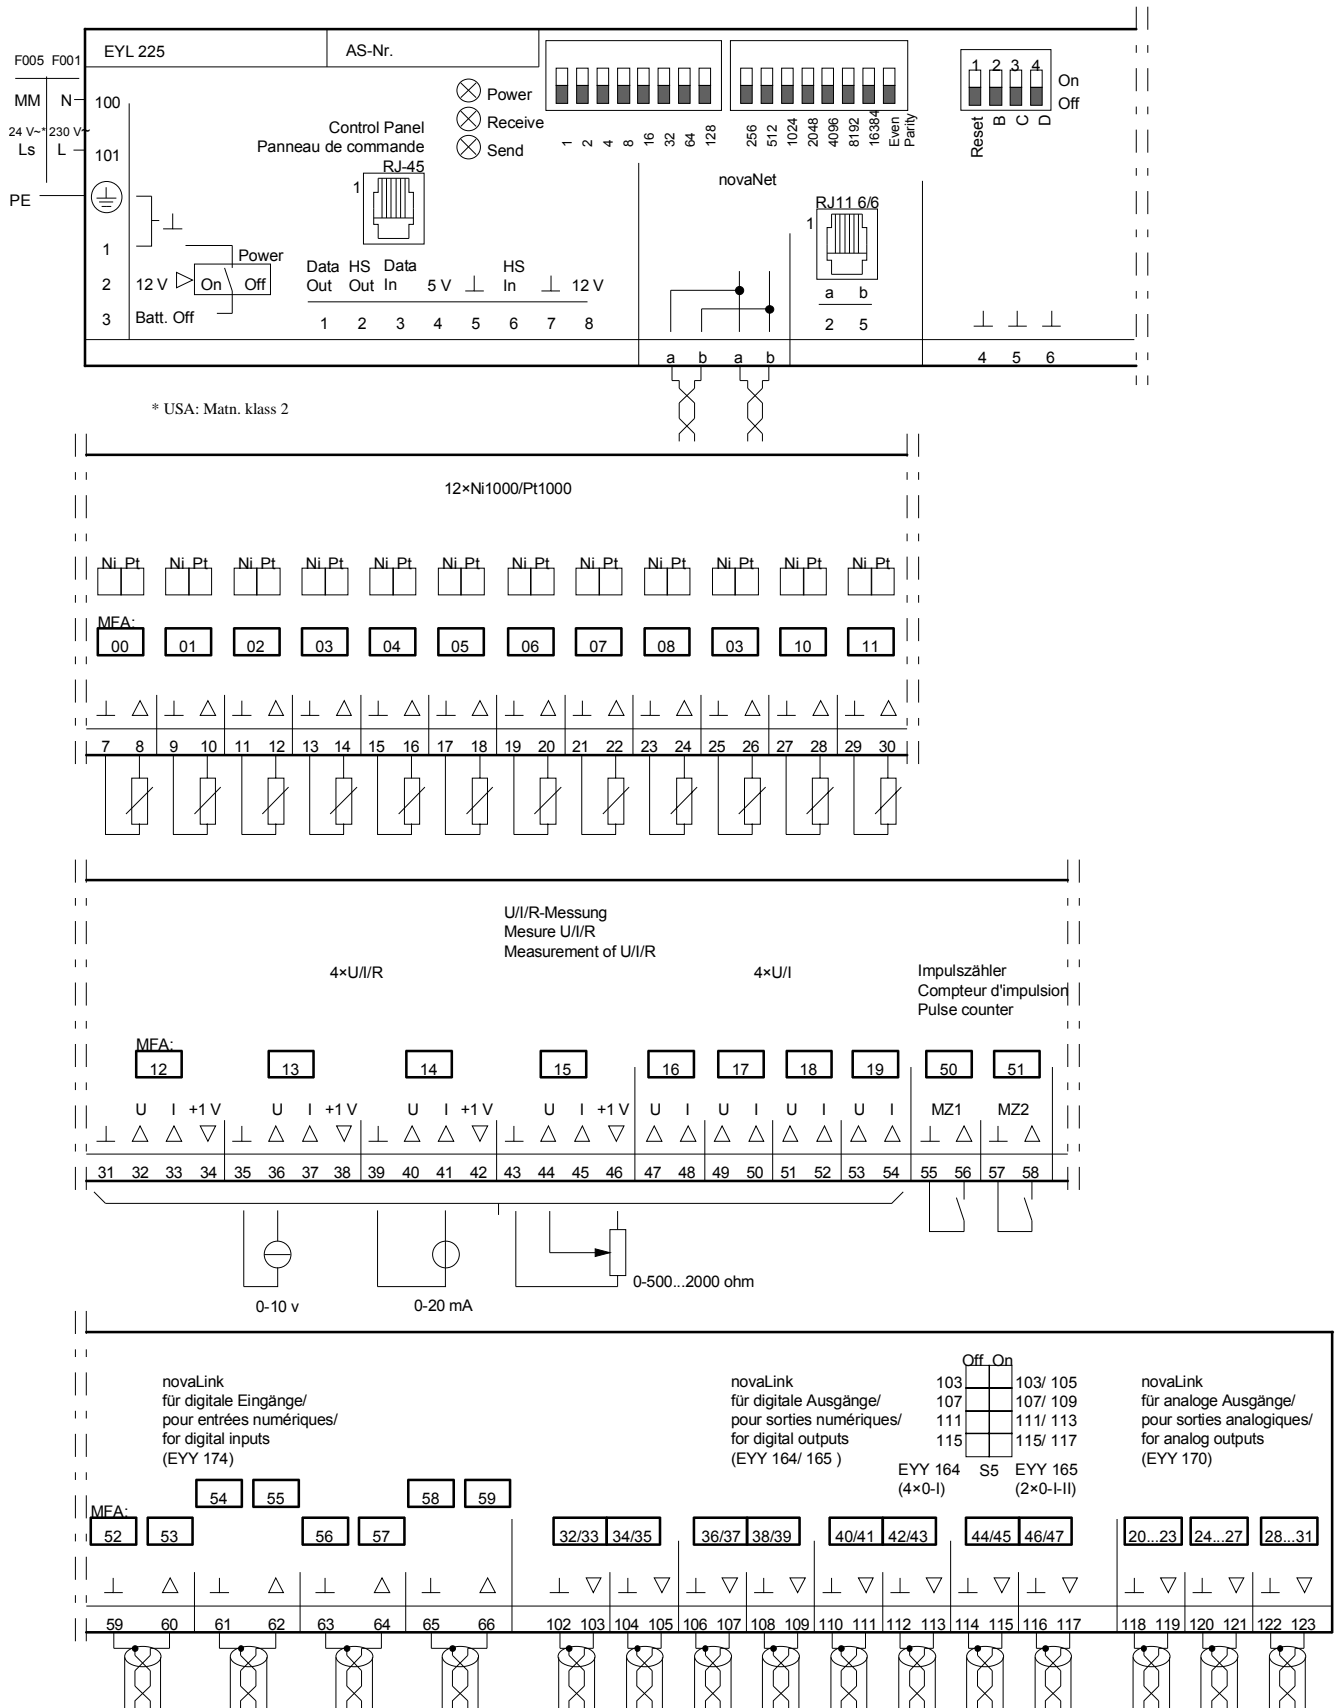 EYL 225 AS-Nr.
F005 F001
MM N 100
24 V~* 230 V~
Ls L 101
PE
Power
Receive
Send
Control Panel
Panneau de commande
RJ-45
1
1 2 4 8 16 32 64 128
256 512 1024 2048 4096 8192 16384 Even Parity
1 2 3 4
On
Off
Reset B C D
novaNet
RJ11 6/6
1
a b
2 5
1
2 12 V
3 Batt. Off
Power
On Off
Data Out HS Out Data In 5 V ⊥ HS In ⊥ 12 V
1 2 3 4 5 6 7 8
⊥ ⊥ ⊥
a b a b
4 5 6
* USA: Matn. klass 2
12×Ni1000/Pt1000
Ni Pt Ni Pt Ni Pt Ni Pt Ni Pt Ni Pt Ni Pt Ni Pt Ni Pt Ni Pt Ni Pt Ni Pt
MFA:
00 01 02 03 04 05 06 07 08 03 10 11
7 8 9 10 11 12 13 14 15 16 17 18 19 20 21 22 23 24 25 26 27 28 29 30
U/I/R-Messung
Mesure U/I/R
Measurement of U/I/R
4×U/I/R 4×U/I
Impulszähler
Compteur d'impulsion
Pulse counter
MFA:
12 13 14 15 16 17 18 19 50 51
U I +1 V U I +1 V U I +1 V U I +1 V U I U I U I U I MZ1 MZ2
31 32 33 34 35 36 37 38 39 40 41 42 43 44 45 46 47 48 49 50 51 52 53 54 55 56 57 58
0-500...2000 ohm
0-10 v 0-20 mA
novaLink
für digitale Eingänge/
pour entrées numériques/
for digital inputs
(EYY 174)
novaLink
für digitale Ausgänge/
pour sorties numériques/
for digital outputs
(EYY 164/ 165 )
Off On
103 103/ 105
107 107/ 109
111 111/ 113
115 115/ 117
EYY 164 S5 EYY 165
(4×0-I) (2×0-I-II)
novaLink
für analoge Ausgänge/
pour sorties analogiques/
for analog outputs
(EYY 170)
54 55 58 59
MFA:
52 53 56 57 32/33 34/35 36/37 38/39 40/41 42/43 44/45 46/47 20...23 24...27 28...31
59 60 61 62 63 64 65 66 102 103 104 105 106 107 108 109 110 111 112 113 114 115 116 117 118 119 120 121 122 123